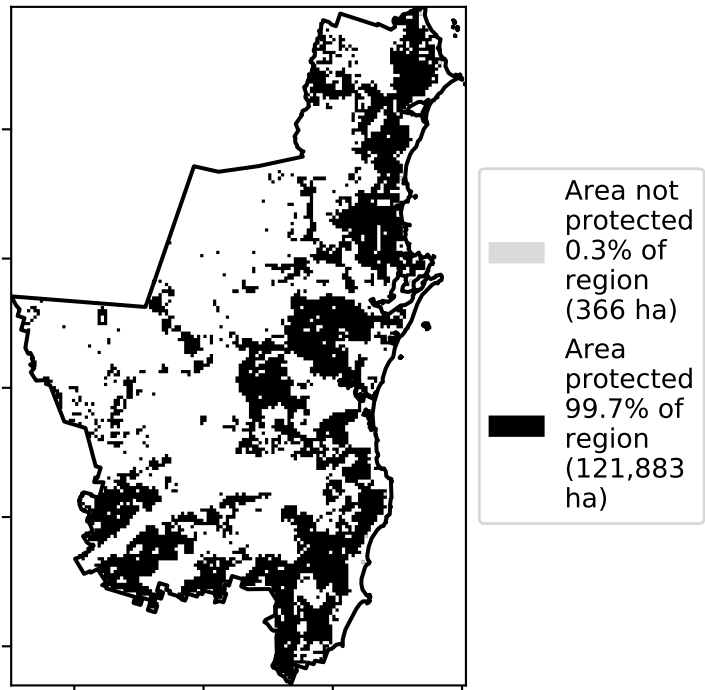 Area not
protected
0.3% of
region
(366 ha)
Area
protected
99.7% of
region
(121,883
ha)